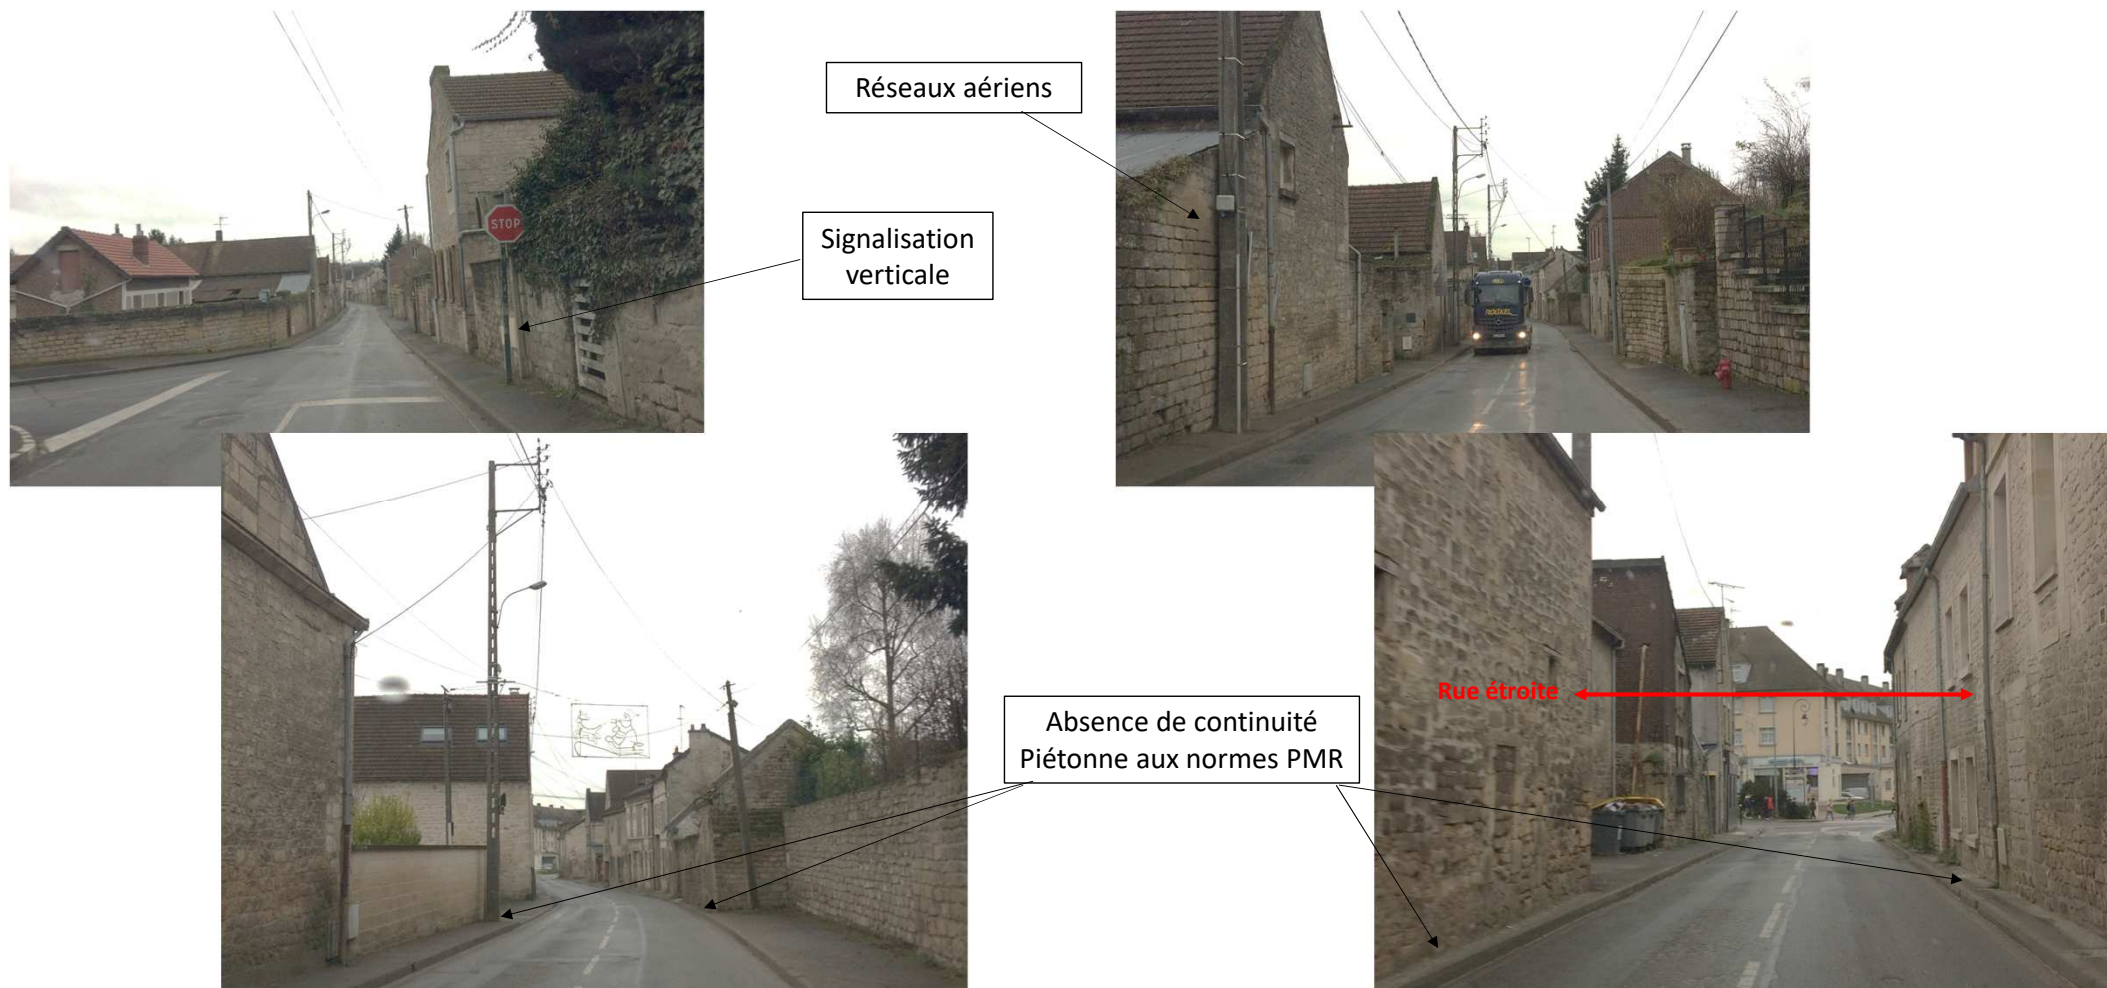 Réseaux aériens
Signalisation
verticale
STOP
Rue étroite
Absence de continuité
Piétonne aux normes PMR